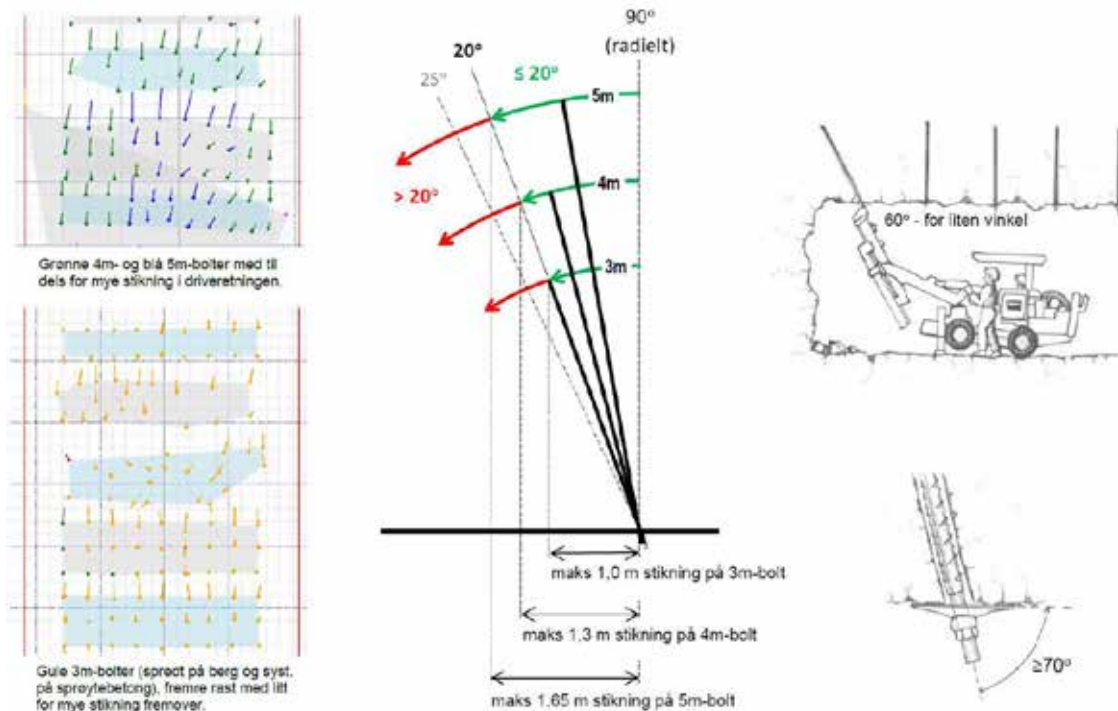 Grønne 4m- og blå 5m-bolter med til
dels for mye stikning i driveretningen.
Gule 3m-bolter (spredt på berg og syst.
på sprøytebetong), fremre rast med litt
for mye stikning fremover.
90°
(radielt)
20°
25°
≤ 20°
> 20°
5m
4m
3m
maks 1,0 m stikning på 3m-bolt
maks 1,3 m stikning på 4m-bolt
maks 1.65 m stikning på 5m-bolt
60° - for liten vinkel
≥70°